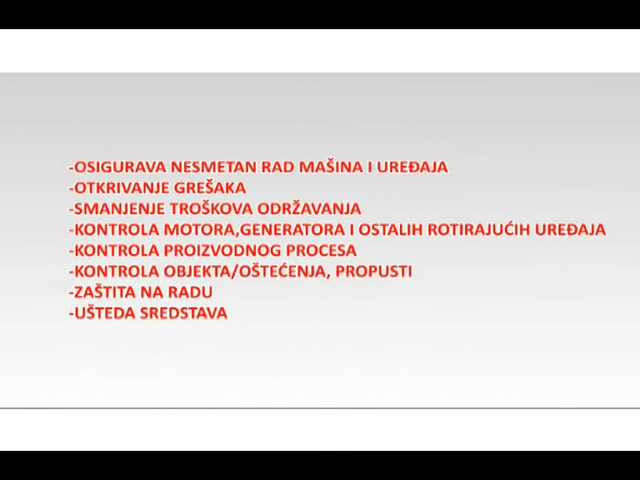 -OSIGURAVA NESMETAN RAD MAŠINA I UREĐAJA
-OTKRIVANJE GREŠAKA
-SMANJENJE TROŠKOVA ODRŽAVANJA
-KONTROLA MOTORA,GENERATORA I OSTALIH ROTIRAJUĆIH UREĐAJA
-KONTROLA PROIZVODNOG PROCESA
-KONTROLA OBJEKTA/OŠTEĆENJA, PROPUSTI
-ZAŠTITA NA RADU
-UŠTEDA SREDSTAVA